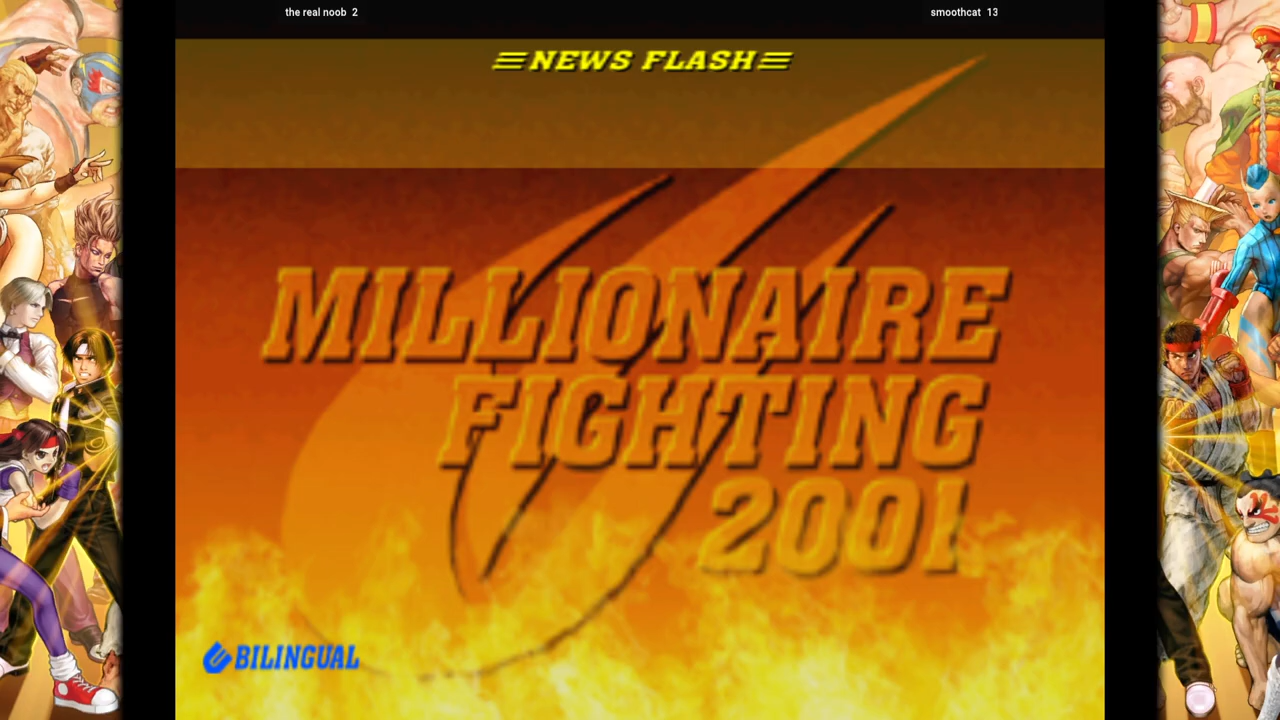 the real noob 2
smoothcat 13
NEWS FLASH
MILLIONAIRE
FIGHTING
2001
BILINGUAL